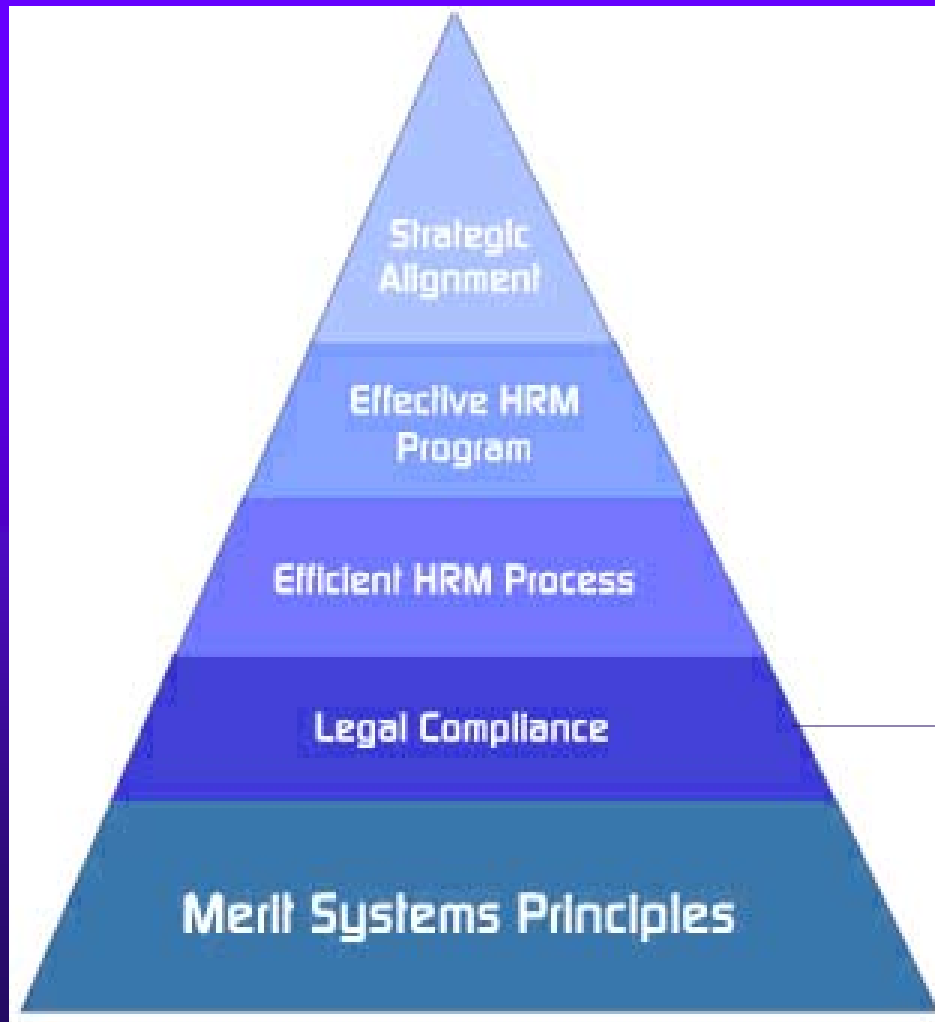 Strategic
Alignment
Effective HRM
Program
Efficient HRM Process
Legal Compliance
Merit Systems Principles